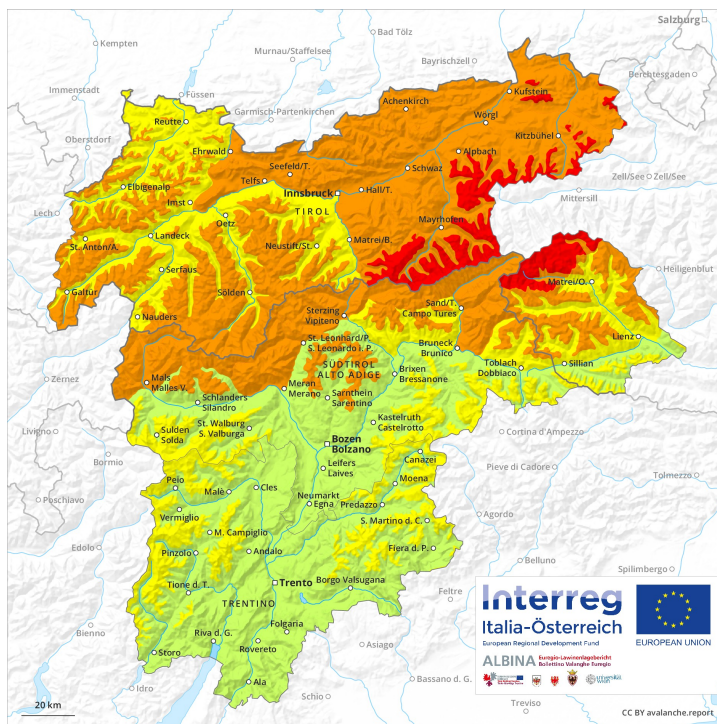 Salzburg
Kempten
Bad Tölz
Murnau/Staffelsee
Bayrischzell
Berchtesgaden
Immenstadt
Füssen
Garmisch-Partenkirchen
Achenkirch
Kufstein
Reutte
Wörgl
Oberstdorf
Ehrwald
Kitzbühel
Seefeld/T.
Alpbach
Telfs
Schwaz
Zell/See
Zell/See
Elbigenalp
Innsbruck
Hall/T.
Mittersill
Lech
Imst
TIROL
Oetz
Mayrhofen
St. Anton/A.
Landeck
Neustift/St.
Matrei/B.
Serfaus
Heiligenblut
Galtür
Sölden
Matrei/O.
Nauders
Sterzing
Vipiteno
Sand/T.
Campo Tures
Lienz
St. Leonhard/P.
S. Leonardo i. P.
Bruneck
Brunico
Toblach
Dobbiaco
Sillian
SÜDTIROL
ALTO ADIGE
Brixen
Bressanone
Mals
Malles V.
Zernez
Meran
Merano
Sarnthein
Sarentino
Schlanders
Silandro
St. Walburg
S. Valburga
Kastelruth
Castelrotto
Sulden
Solda
Livigno
Bozen
Bolzano
Cortina d'Ampezzo
Bormio
Canazei
Leifers
Laives
Pieve di Cadore
Tolmezzo
Peio
Moena
Poschiavo
Malè
Cles
Neumarkt
Egna
Predazzo
Vermiglio
Agordo
S. Martino d. C.
M. Campiglio
Edolo
Pinzolo
Andalo
Fiera d. P.
Belluno
Spilimbergo
Trento
Borgo Valsugana
Tione d. T.
Feltre
TRENTINO
Folgaria
Bienno
Riva d. G.
Rovereto
Asiago
Storo
Bassano d. G.
Idro
Ala
Schio
Treviso
20 km
Interreg
Italia-Österreich
European Regional Development Fund
EUROPEAN UNION
ALBINA
Euregio-Lawinenlagebericht
Bollettino Valanghe Euregio
universität
wien
CC BY avalanche.report